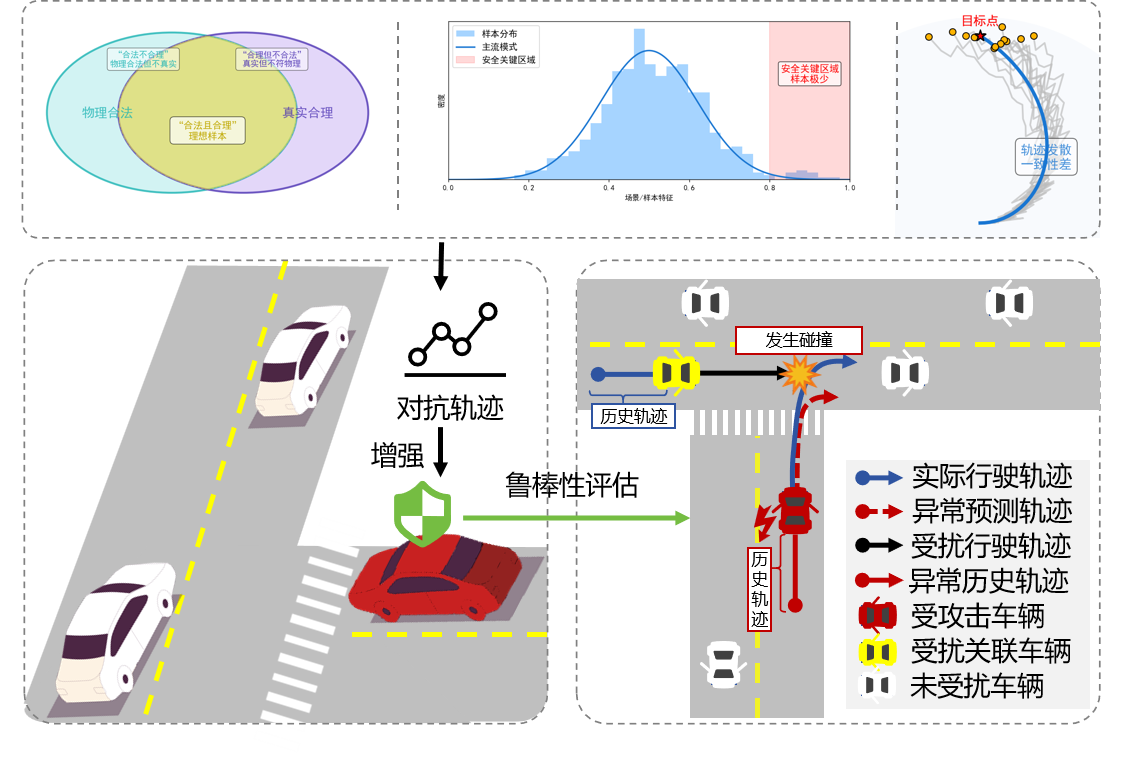 “合法不合理”
物理合法但不真实
“合理但不合法”
真实但不符物理
物理合法
真实合理
“合法且合理”
理想样本
样本分布
主流模式
安全关键区域
安全关键区域
样本极少
密度
0.0
0.2
0.4
0.6
0.8
1.0
场景/样本特征
目标点
轨迹发散
一致性差
对抗轨迹
增强
鲁棒性评估
发生碰撞
历史轨迹
历史轨迹
实际行驶轨迹
异常预测轨迹
受扰行驶轨迹
异常历史轨迹
受攻击车辆
受扰关联车辆
未受扰车辆